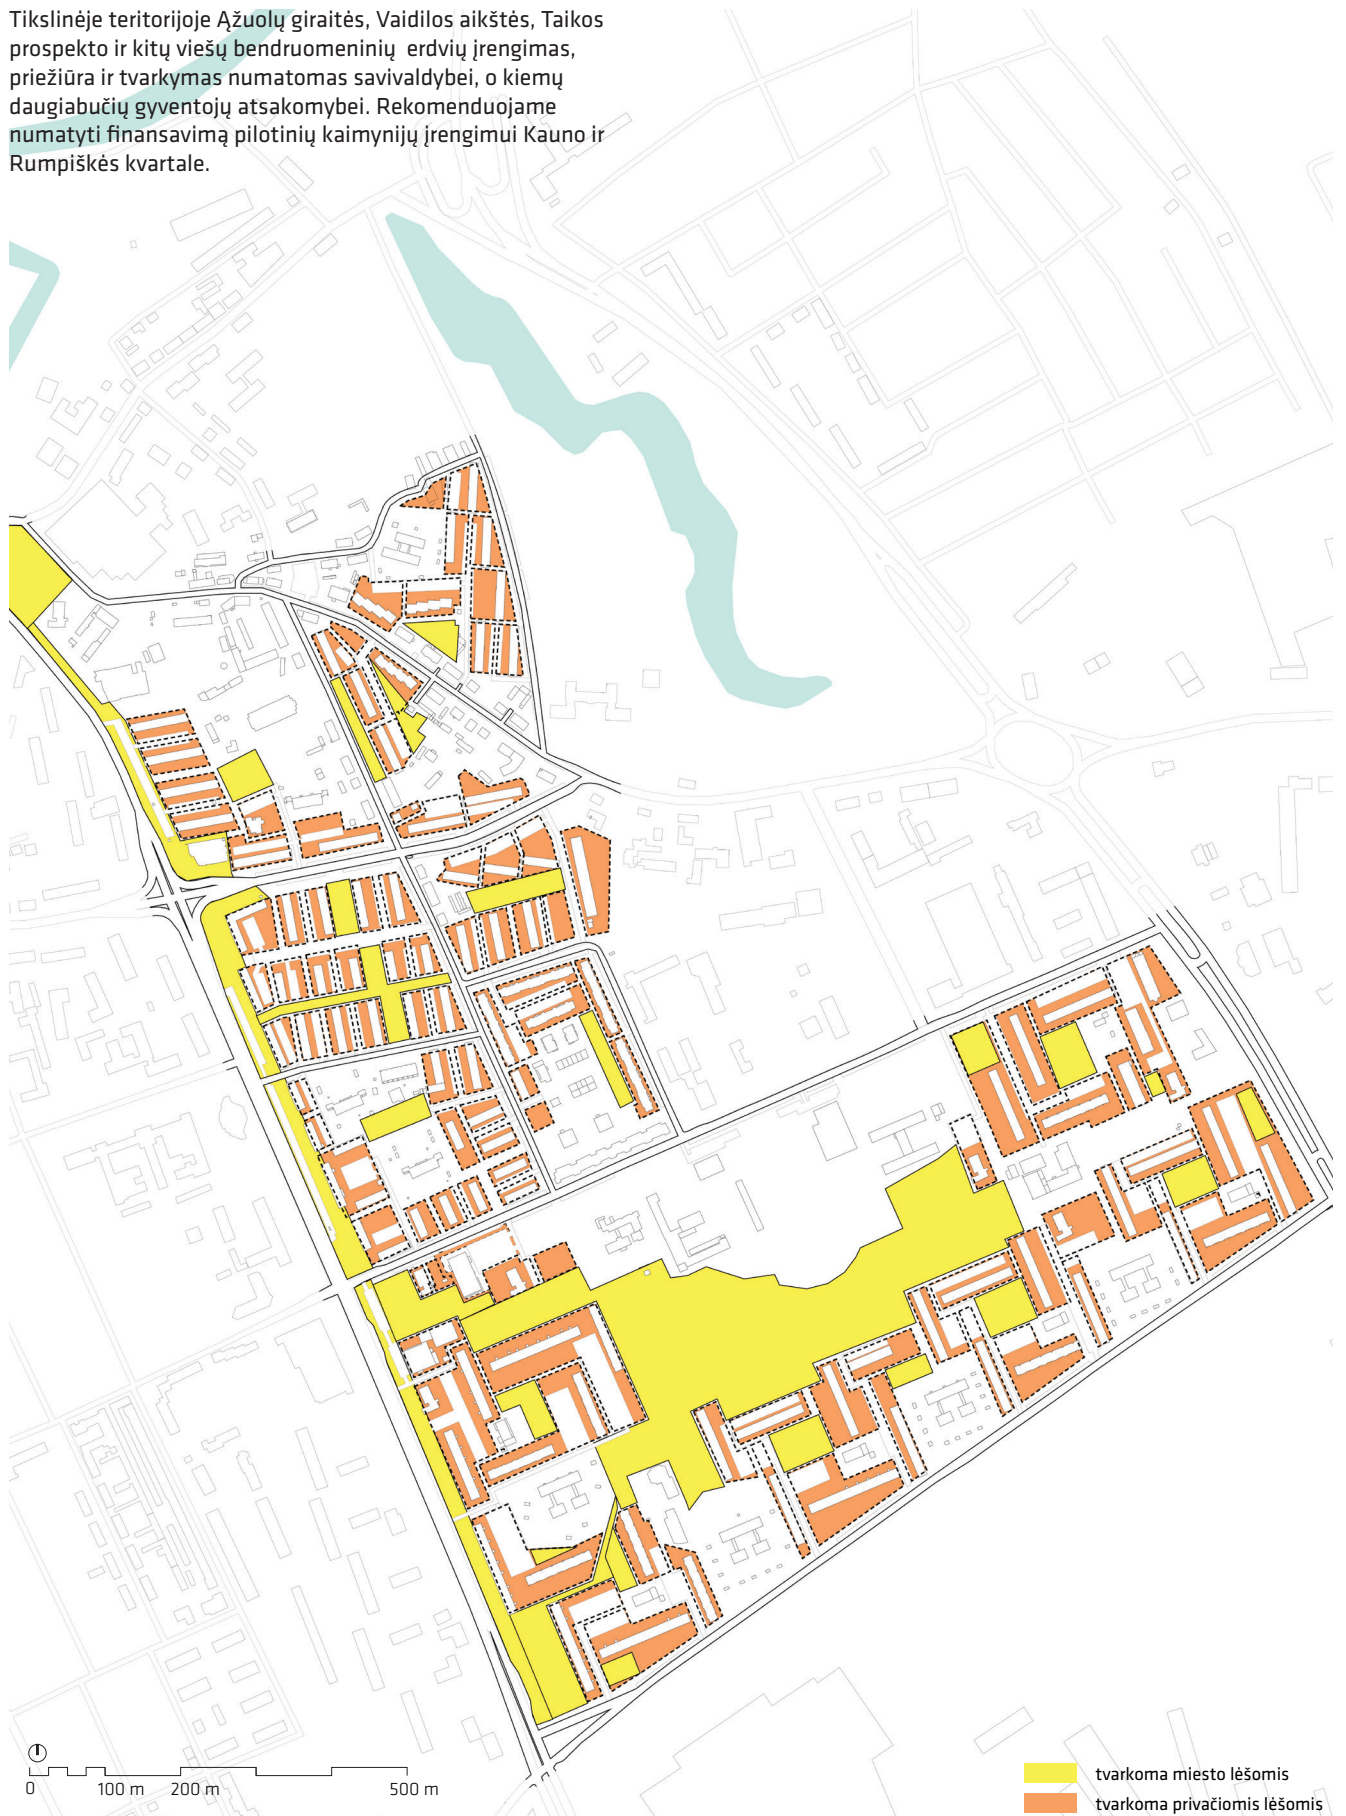 Tikslinėje teritorijoje Ąžuolų giraitės, Vaidilos aikštės, Taikos
prospekto ir kitų viešų bendruomeninių erdvių įrengimas,
priežiūra ir tvarkymas numatomas savivaldybei, o kiemų
daugiabučių gyventojų atsakomybei. Rekomenduojame
numatyti finansavimą pilotinių kaimynijų įrengimui Kauno ir
Rumpiškės kvartale.
0 100 m 200 m 500 m
tvarkoma miesto lėšomis
tvarkoma privačiomis lėšomis